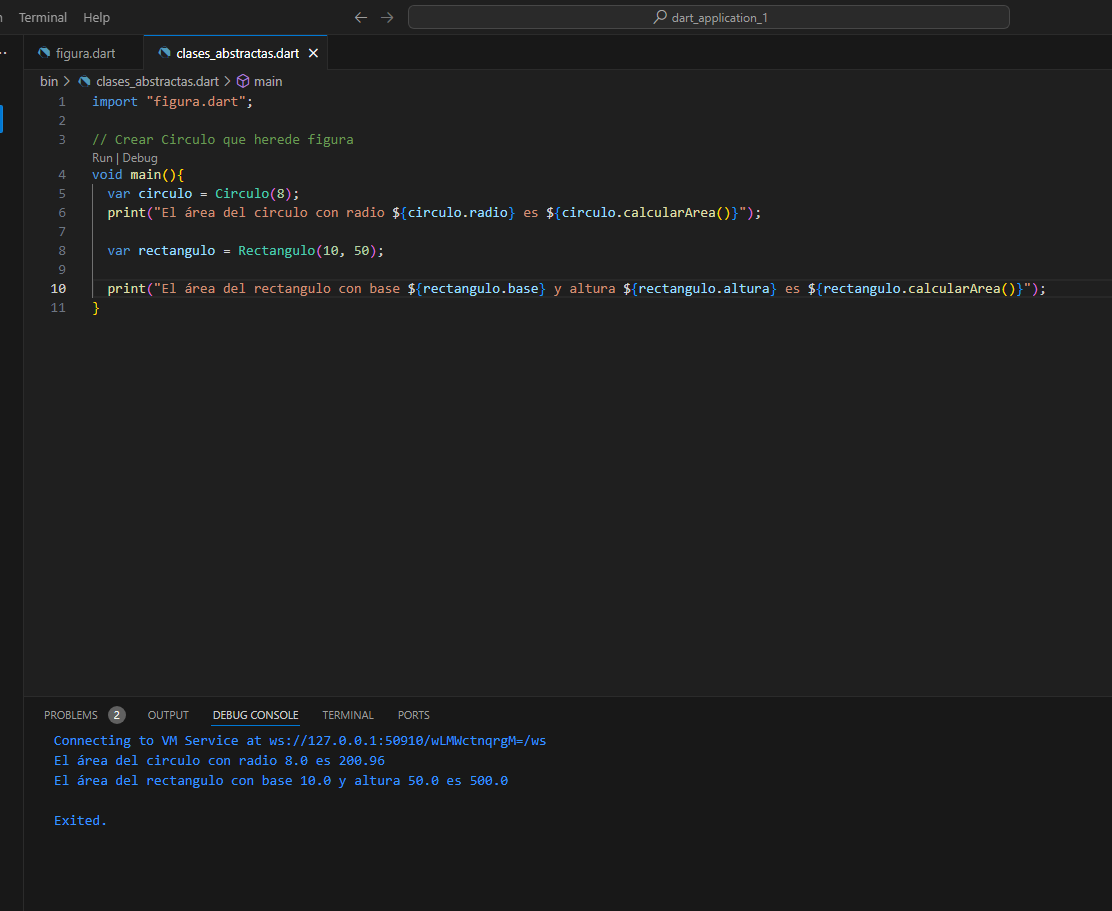 Terminal Help
dart_application_1
figura.dart clases_abstractas.dart
bin > clases_abstractas.dart > main
1 import "figura.dart";
2
3 // Crear Circulo que herede figura
Run | Debug
4 void main(){
5 var circulo = Circulo(8);
6 print("El área del circulo con radio ${circulo.radio} es ${circulo.calcularArea()}");
7
8 var rectangulo = Rectangulo(10, 50);
9
10 print("El área del rectangulo con base ${rectangulo.base} y altura ${rectangulo.altura} es ${rectangulo.calcularArea()}");
11 }
PROBLEMS 2 OUTPUT DEBUG CONSOLE TERMINAL PORTS
Connecting to VM Service at ws://127.0.0.1:50910/wLMWctnqrgM=/ws
El área del circulo con radio 8.0 es 200.96
El área del rectangulo con base 10.0 y altura 50.0 es 500.0
Exited.